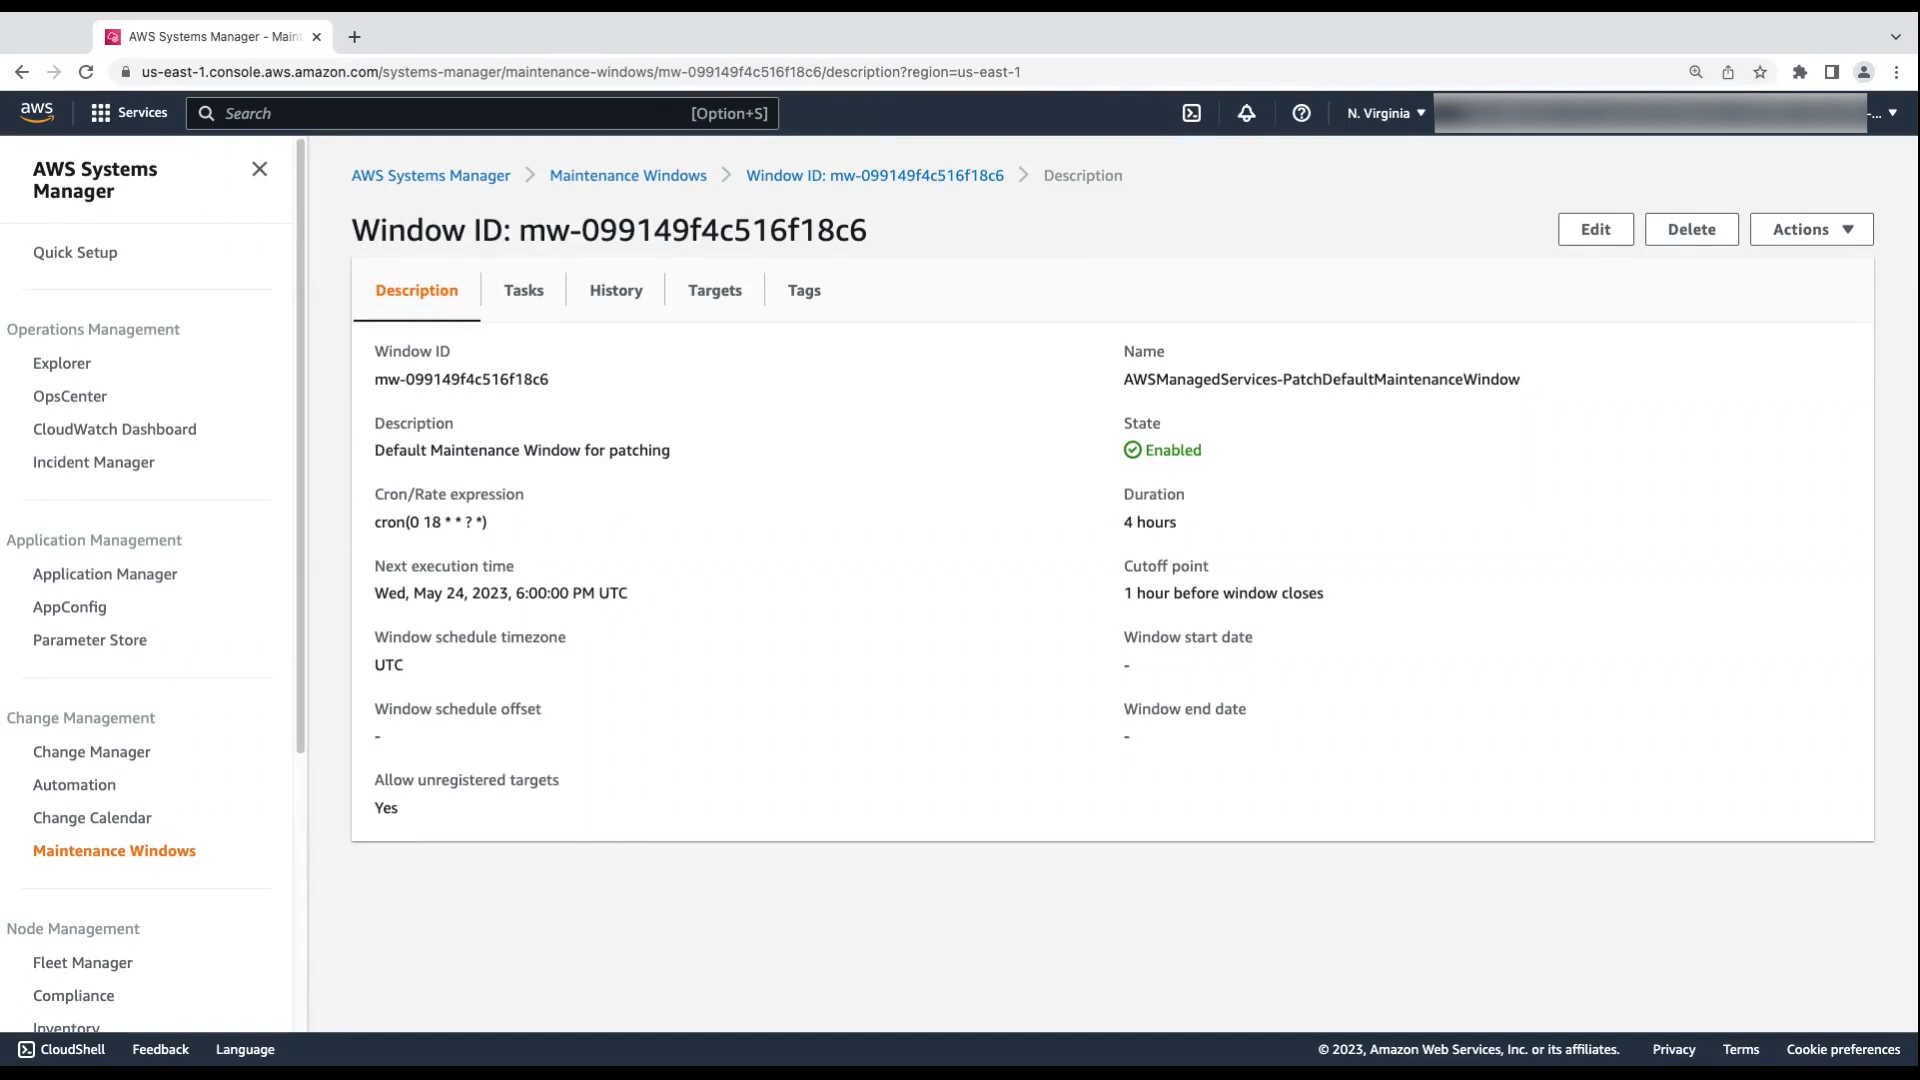 AWS Systems Manager - Maint
us-east-1.console.aws.amazon.com/systems-manager/maintenance-windows/mw-099149f4c516f18c6/description?region=us-east-1
aws Services Search [Option+S] N. Virginia -...
AWS Systems
Manager
Quick Setup
Operations Management
Explorer
OpsCenter
CloudWatch Dashboard
Incident Manager
Application Management
Application Manager
AppConfig
Parameter Store
Change Management
Change Manager
Automation
Change Calendar
Maintenance Windows
Node Management
Fleet Manager
Compliance
Inventory
AWS Systems Manager Maintenance Windows Window ID: mw-099149f4c516f18c6 Description
Window ID: mw-099149f4c516f18c6
Edit Delete Actions
Description Tasks History Targets Tags
Window ID
mw-099149f4c516f18c6
Description
Default Maintenance Window for patching
Cron/Rate expression
cron(0 18 * * ? *)
Next execution time
Wed, May 24, 2023, 6:00:00 PM UTC
Window schedule timezone
UTC
Window schedule offset
-
Allow unregistered targets
Yes
Name
AWSManagedServices-PatchDefaultMaintenanceWindow
State
Enabled
Duration
4 hours
Cutoff point
1 hour before window closes
Window start date
-
Window end date
-
CloudShell Feedback Language © 2023, Amazon Web Services, Inc. or its affiliates. Privacy Terms Cookie preferences